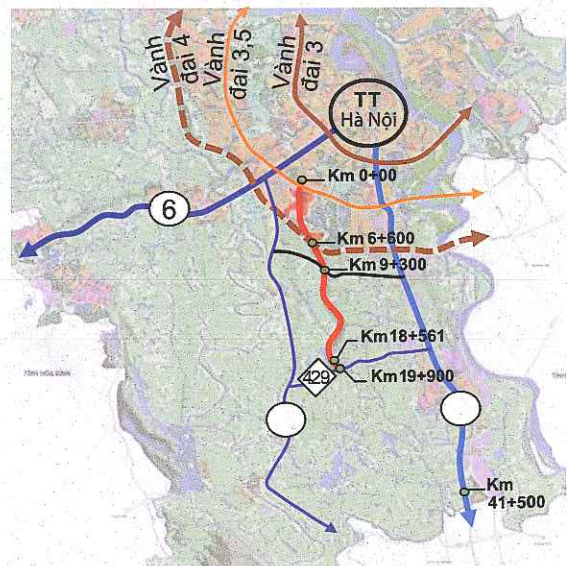 Vành
đai 4
Vành
đai 3,5
Vành
đai 3
TT
Hà Nội
Km 0+00
6
Km 6+600
Km 9+300
Km 18+561
429
Km 19+900
Km
41+500